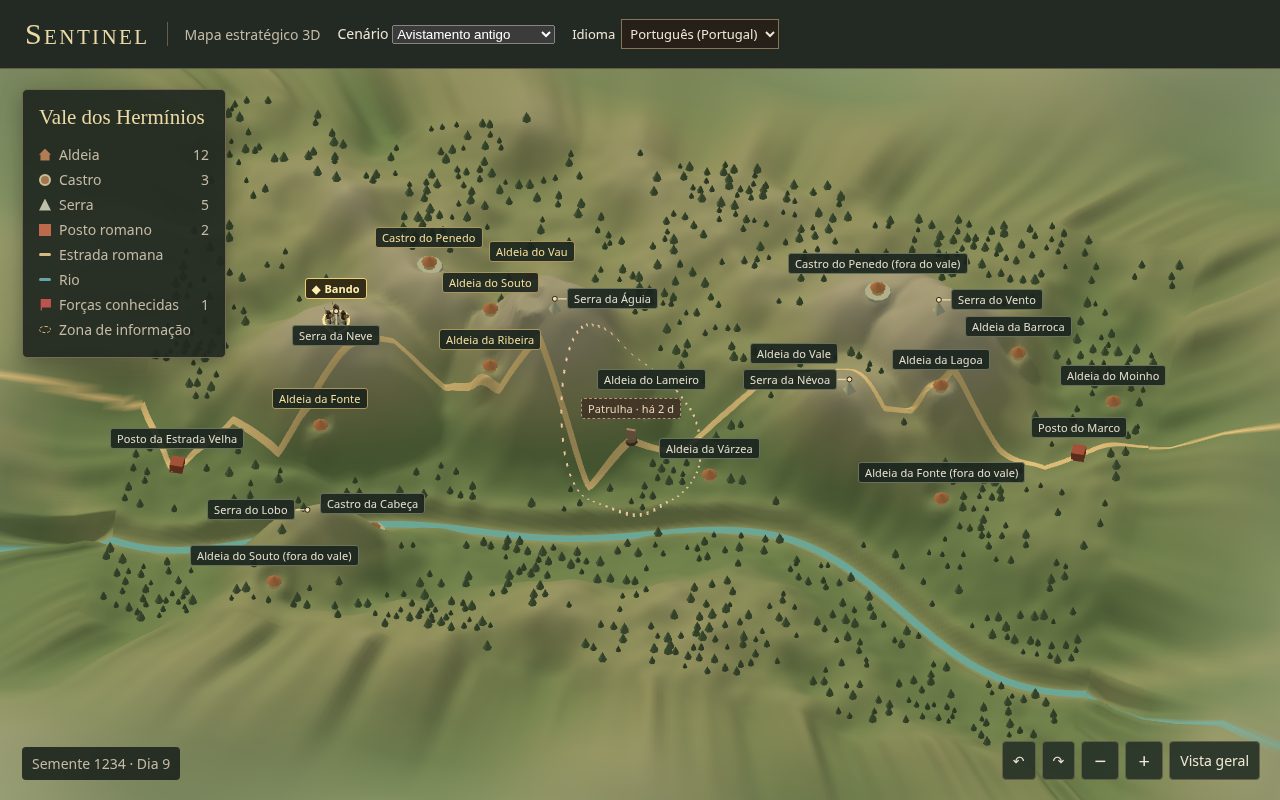 SENTINEL
Mapa estratégico 3D
Cenário
Avistamento antigo
Idioma
Português (Portugal)
Vale dos Hermínios
Aldeia 12
Castro 3
Serra 5
Posto romano 2
Estrada romana
Rio
Forças conhecidas 1
Zona de informação
Castro do Penedo
Aldeia do Vau
Castro do Penedo (fora do vale)
Aldeia do Souto
◆ Bando
Serra da Águia
Serra do Vento
Serra da Neve
Aldeia da Ribeira
Aldeia da Barroca
Aldeia do Vale
Aldeia da Lagoa
Aldeia do Lameiro
Serra da Névoa
Aldeia do Moinho
Aldeia da Fonte
Patrulha · há 2 d
Posto da Estrada Velha
Posto do Marco
Aldeia da Várzea
Aldeia da Fonte (fora do vale)
Serra do Lobo
Castro da Cabeça
Aldeia do Souto (fora do vale)
Semente 1234 · Dia 9
↶
↷
−
+
Vista geral